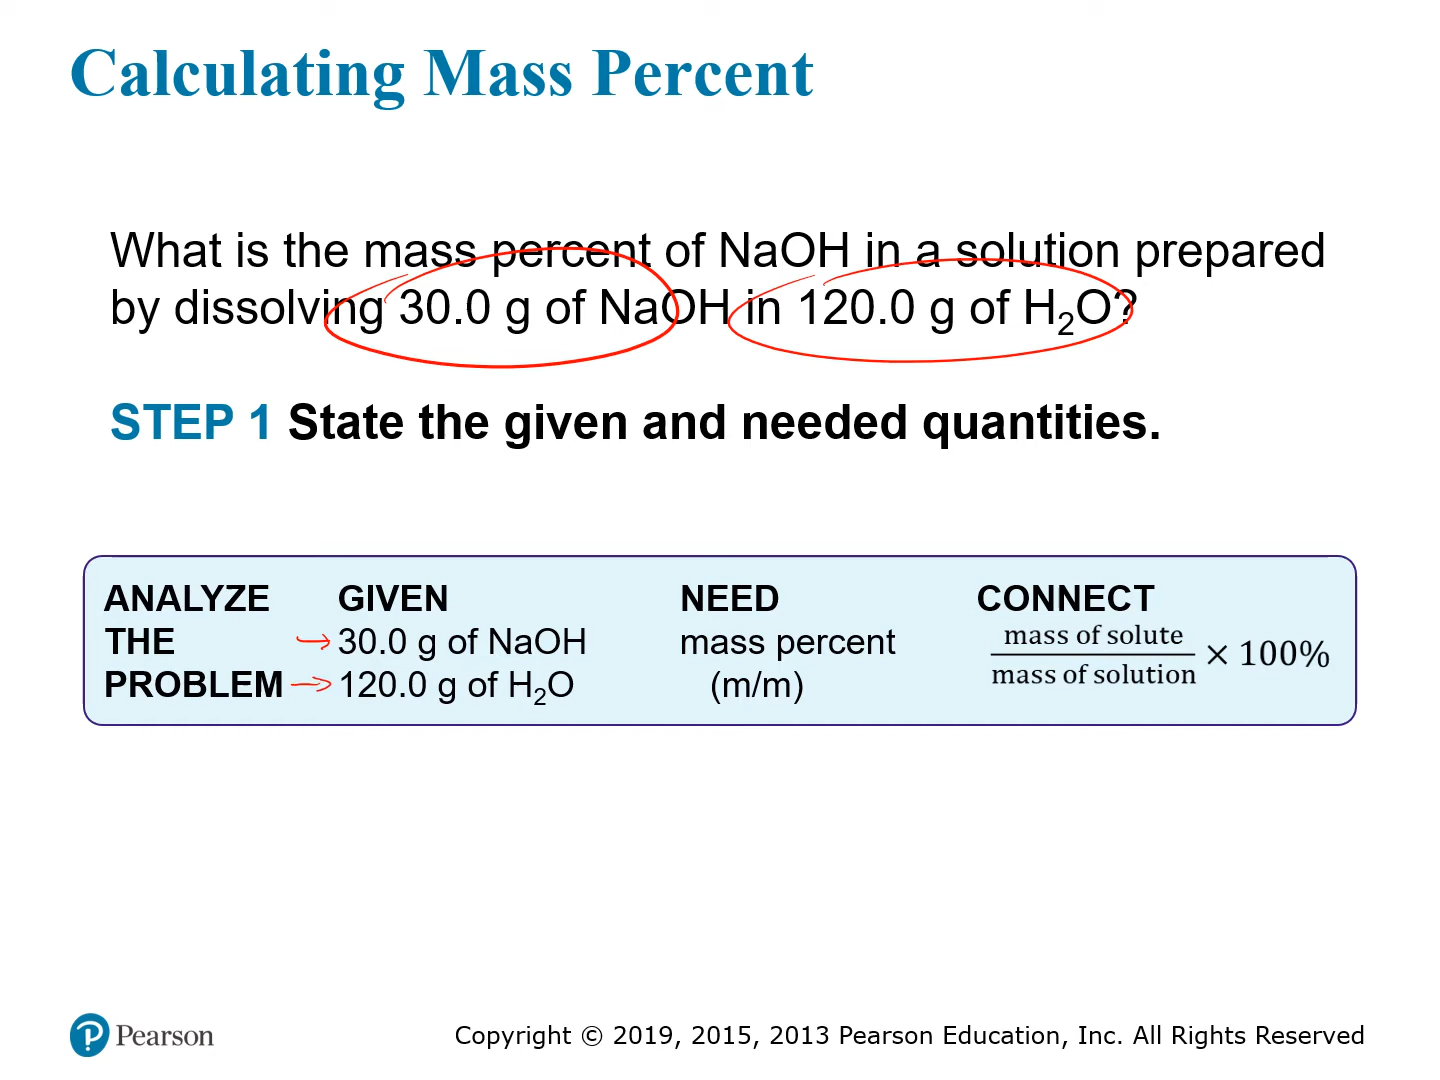 Calculating Mass Percent
What is the mass percent of NaOH in a solution prepared
by dissolving 30.0 g of NaOH in 120.0 g of H₂O?
STEP 1 State the given and needed quantities.
ANALYZE THE PROBLEM
GIVEN
30.0 g of NaOH
120.0 g of H₂O
NEED
mass percent
(m/m)
CONNECT
mass of solute
mass of solution
× 100%
Pearson
Copyright © 2019, 2015, 2013 Pearson Education, Inc. All Rights Reserved